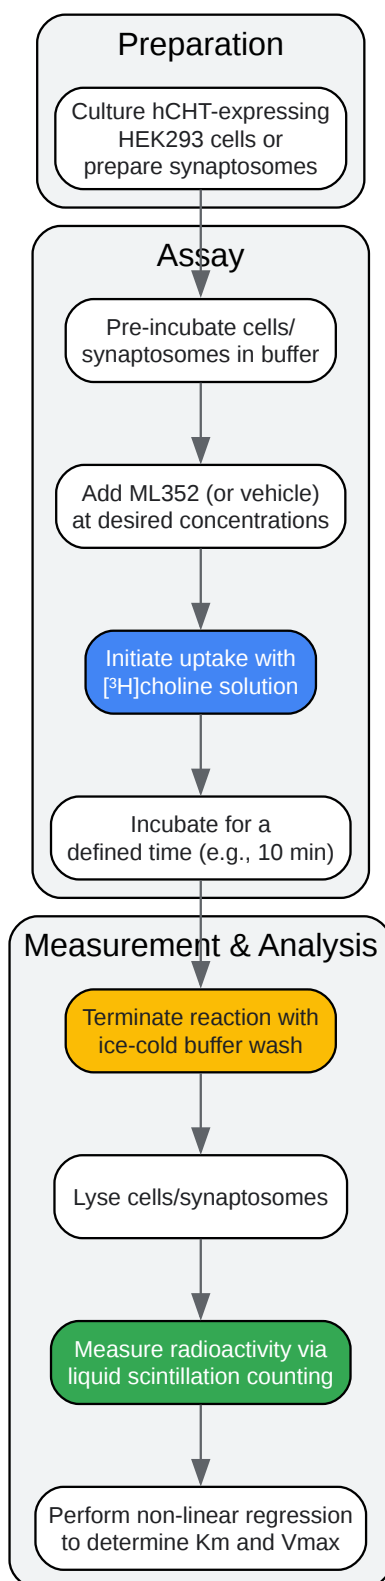 Preparation
Culture hCHT-expressing
HEK293 cells or
prepare synaptosomes
Assay
Pre-incubate cells/
synaptosomes in buffer
Add ML352 (or vehicle)
at desired concentrations
Initiate uptake with
[³H]choline solution
Incubate for a
defined time (e.g., 10 min)
Measurement & Analysis
Terminate reaction with
ice-cold buffer wash
Lyse cells/synaptosomes
Measure radioactivity via
liquid scintillation counting
Perform non-linear regression
to determine Km and Vmax